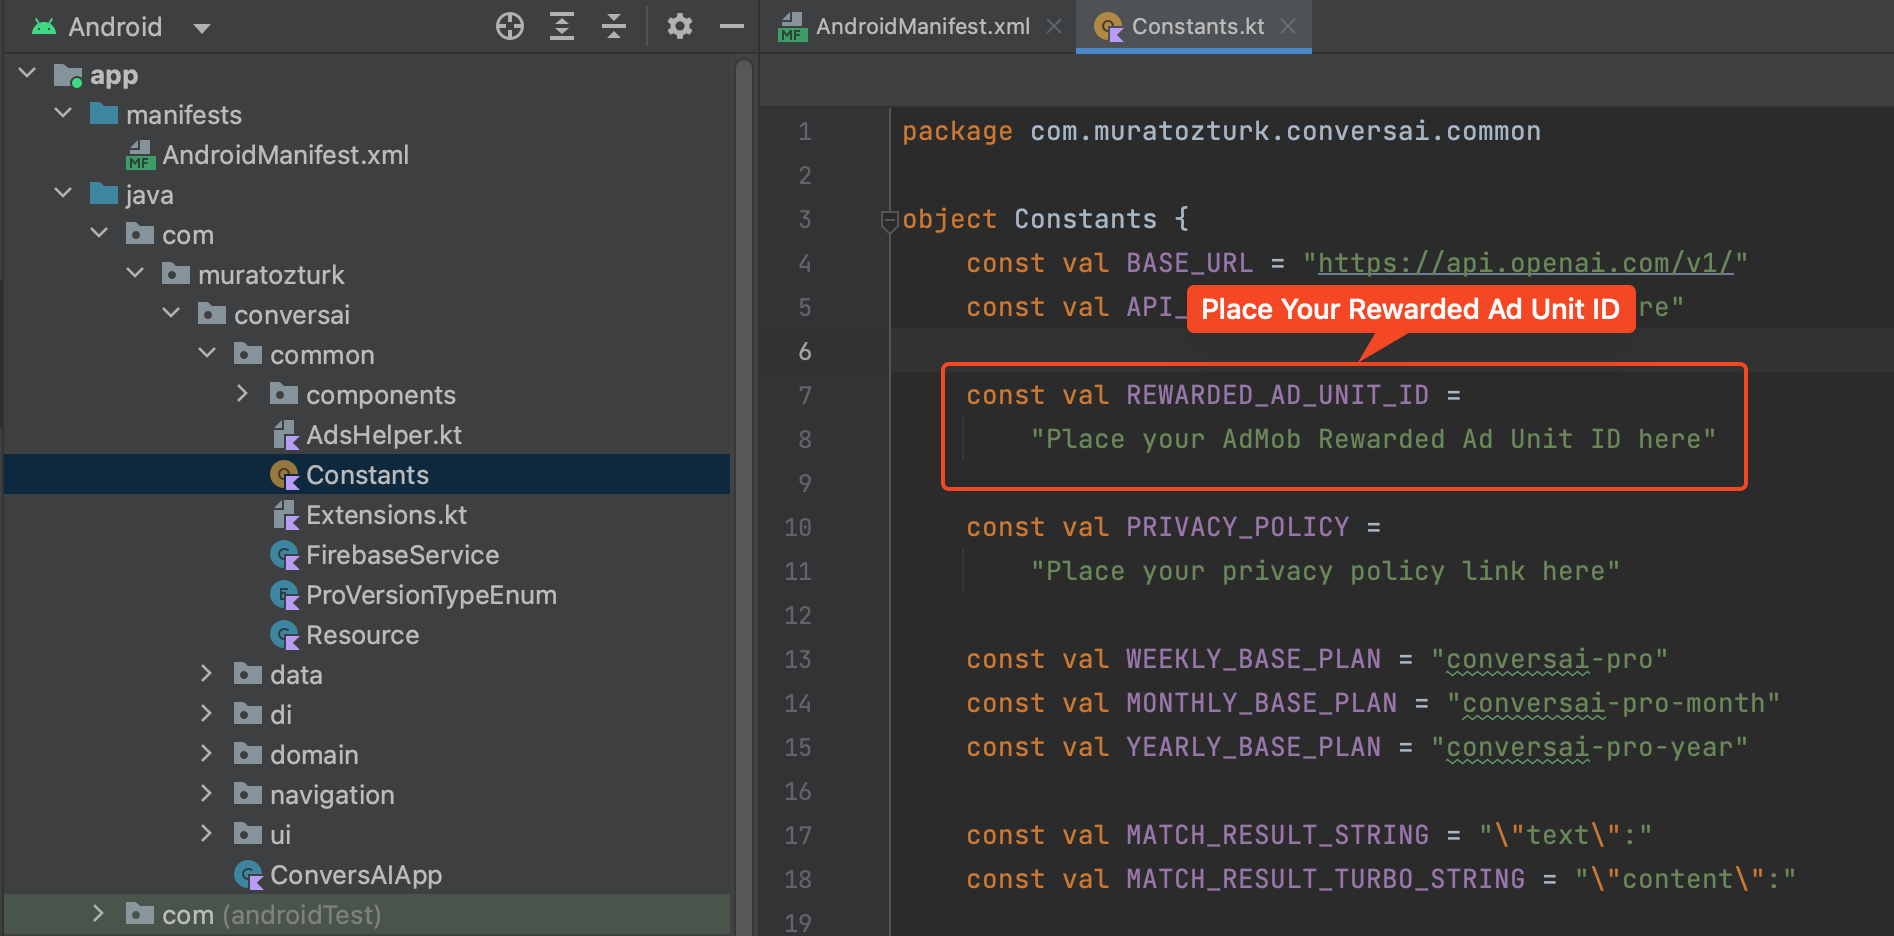 Android
app
manifests
MF AndroidManifest.xml
java
com
muratozturk
conversai
common
components
AdsHelper.kt
Constants
Extensions.kt
FirebaseService
ProVersionTypeEnum
Resource
data
di
domain
navigation
ui
ConversAIApp
com (androidTest)
MF AndroidManifest.xml
Constants.kt
1 package com.muratozturk.conversai.common
2
3 object Constants {
4 const val BASE_URL = "https://api.openai.com/v1/"
5 const val API_ re"
Place Your Rewarded Ad Unit ID
6
7 const val REWARDED_AD_UNIT_ID =
8 "Place your AdMob Rewarded Ad Unit ID here"
9
10 const val PRIVACY_POLICY =
11 "Place your privacy policy link here"
12
13 const val WEEKLY_BASE_PLAN = "conversai-pro"
14 const val MONTHLY_BASE_PLAN = "conversai-pro-month"
15 const val YEARLY_BASE_PLAN = "conversai-pro-year"
16
17 const val MATCH_RESULT_STRING = "\"text\":"
18 const val MATCH_RESULT_TURBO_STRING = "\"content\":"
19